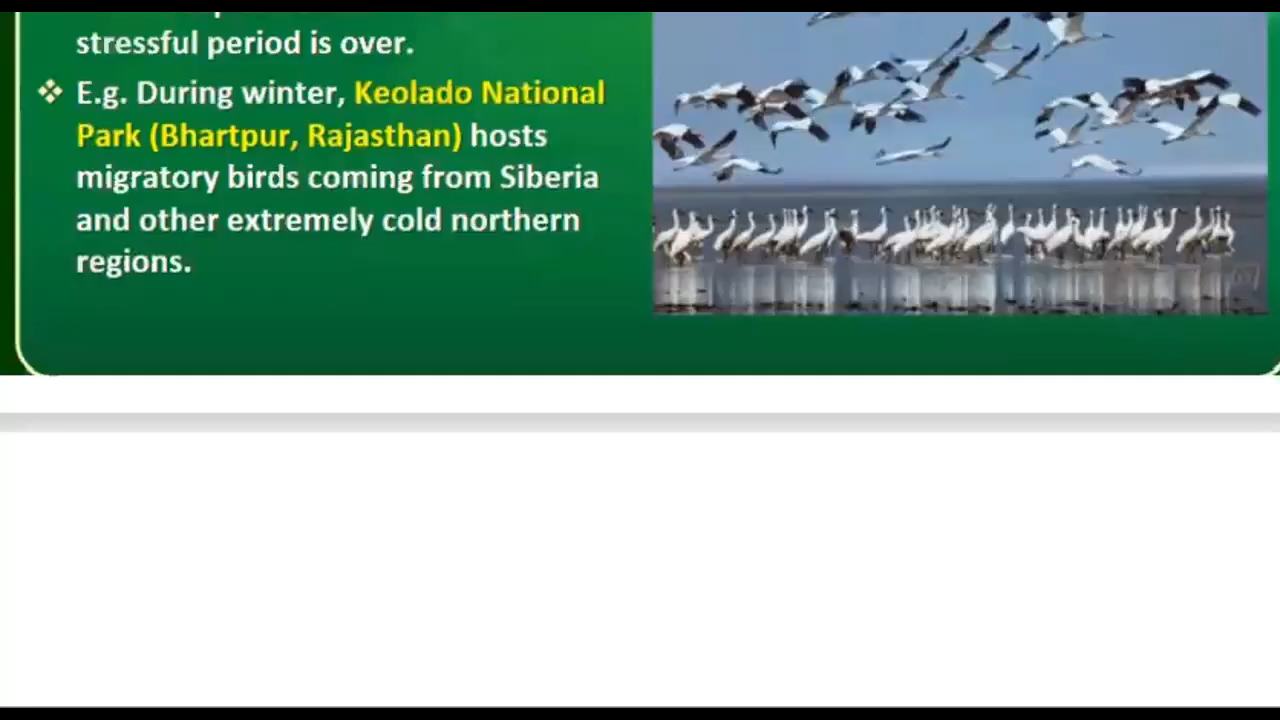 stressful period is over.
❖ E.g. During winter, Keolado National
Park (Bhartpur, Rajasthan) hosts
migratory birds coming from Siberia
and other extremely cold northern
regions.